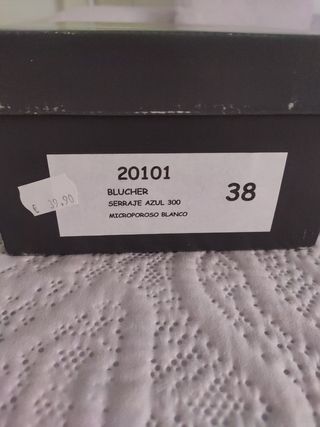 20101
BLUCHER
SERRAJE AZUL 300
MICROPOROSO BLANCO
38
€ 39,90